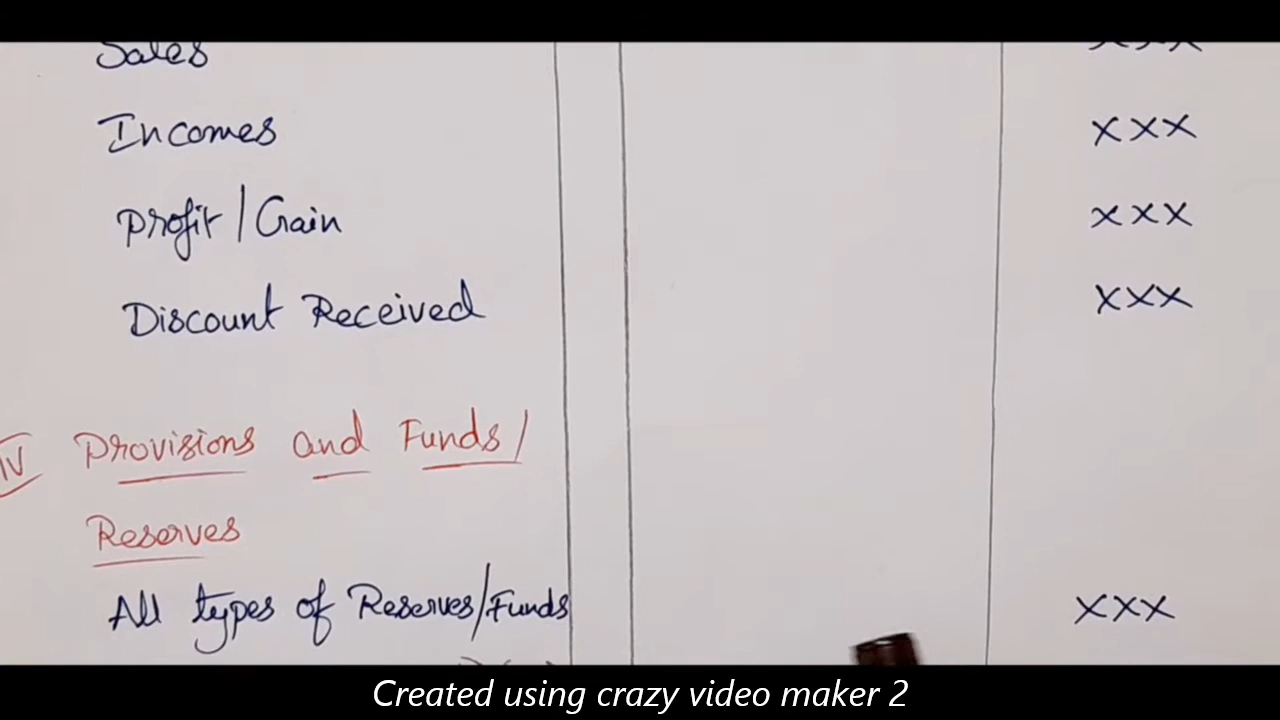 Sales XXX
Incomes XXX
Profit/Gain XXX
Discount Received XXX
IV Provisions and Funds/
Reserves
All types of Reserves/Funds XXX
Created using crazy video maker 2